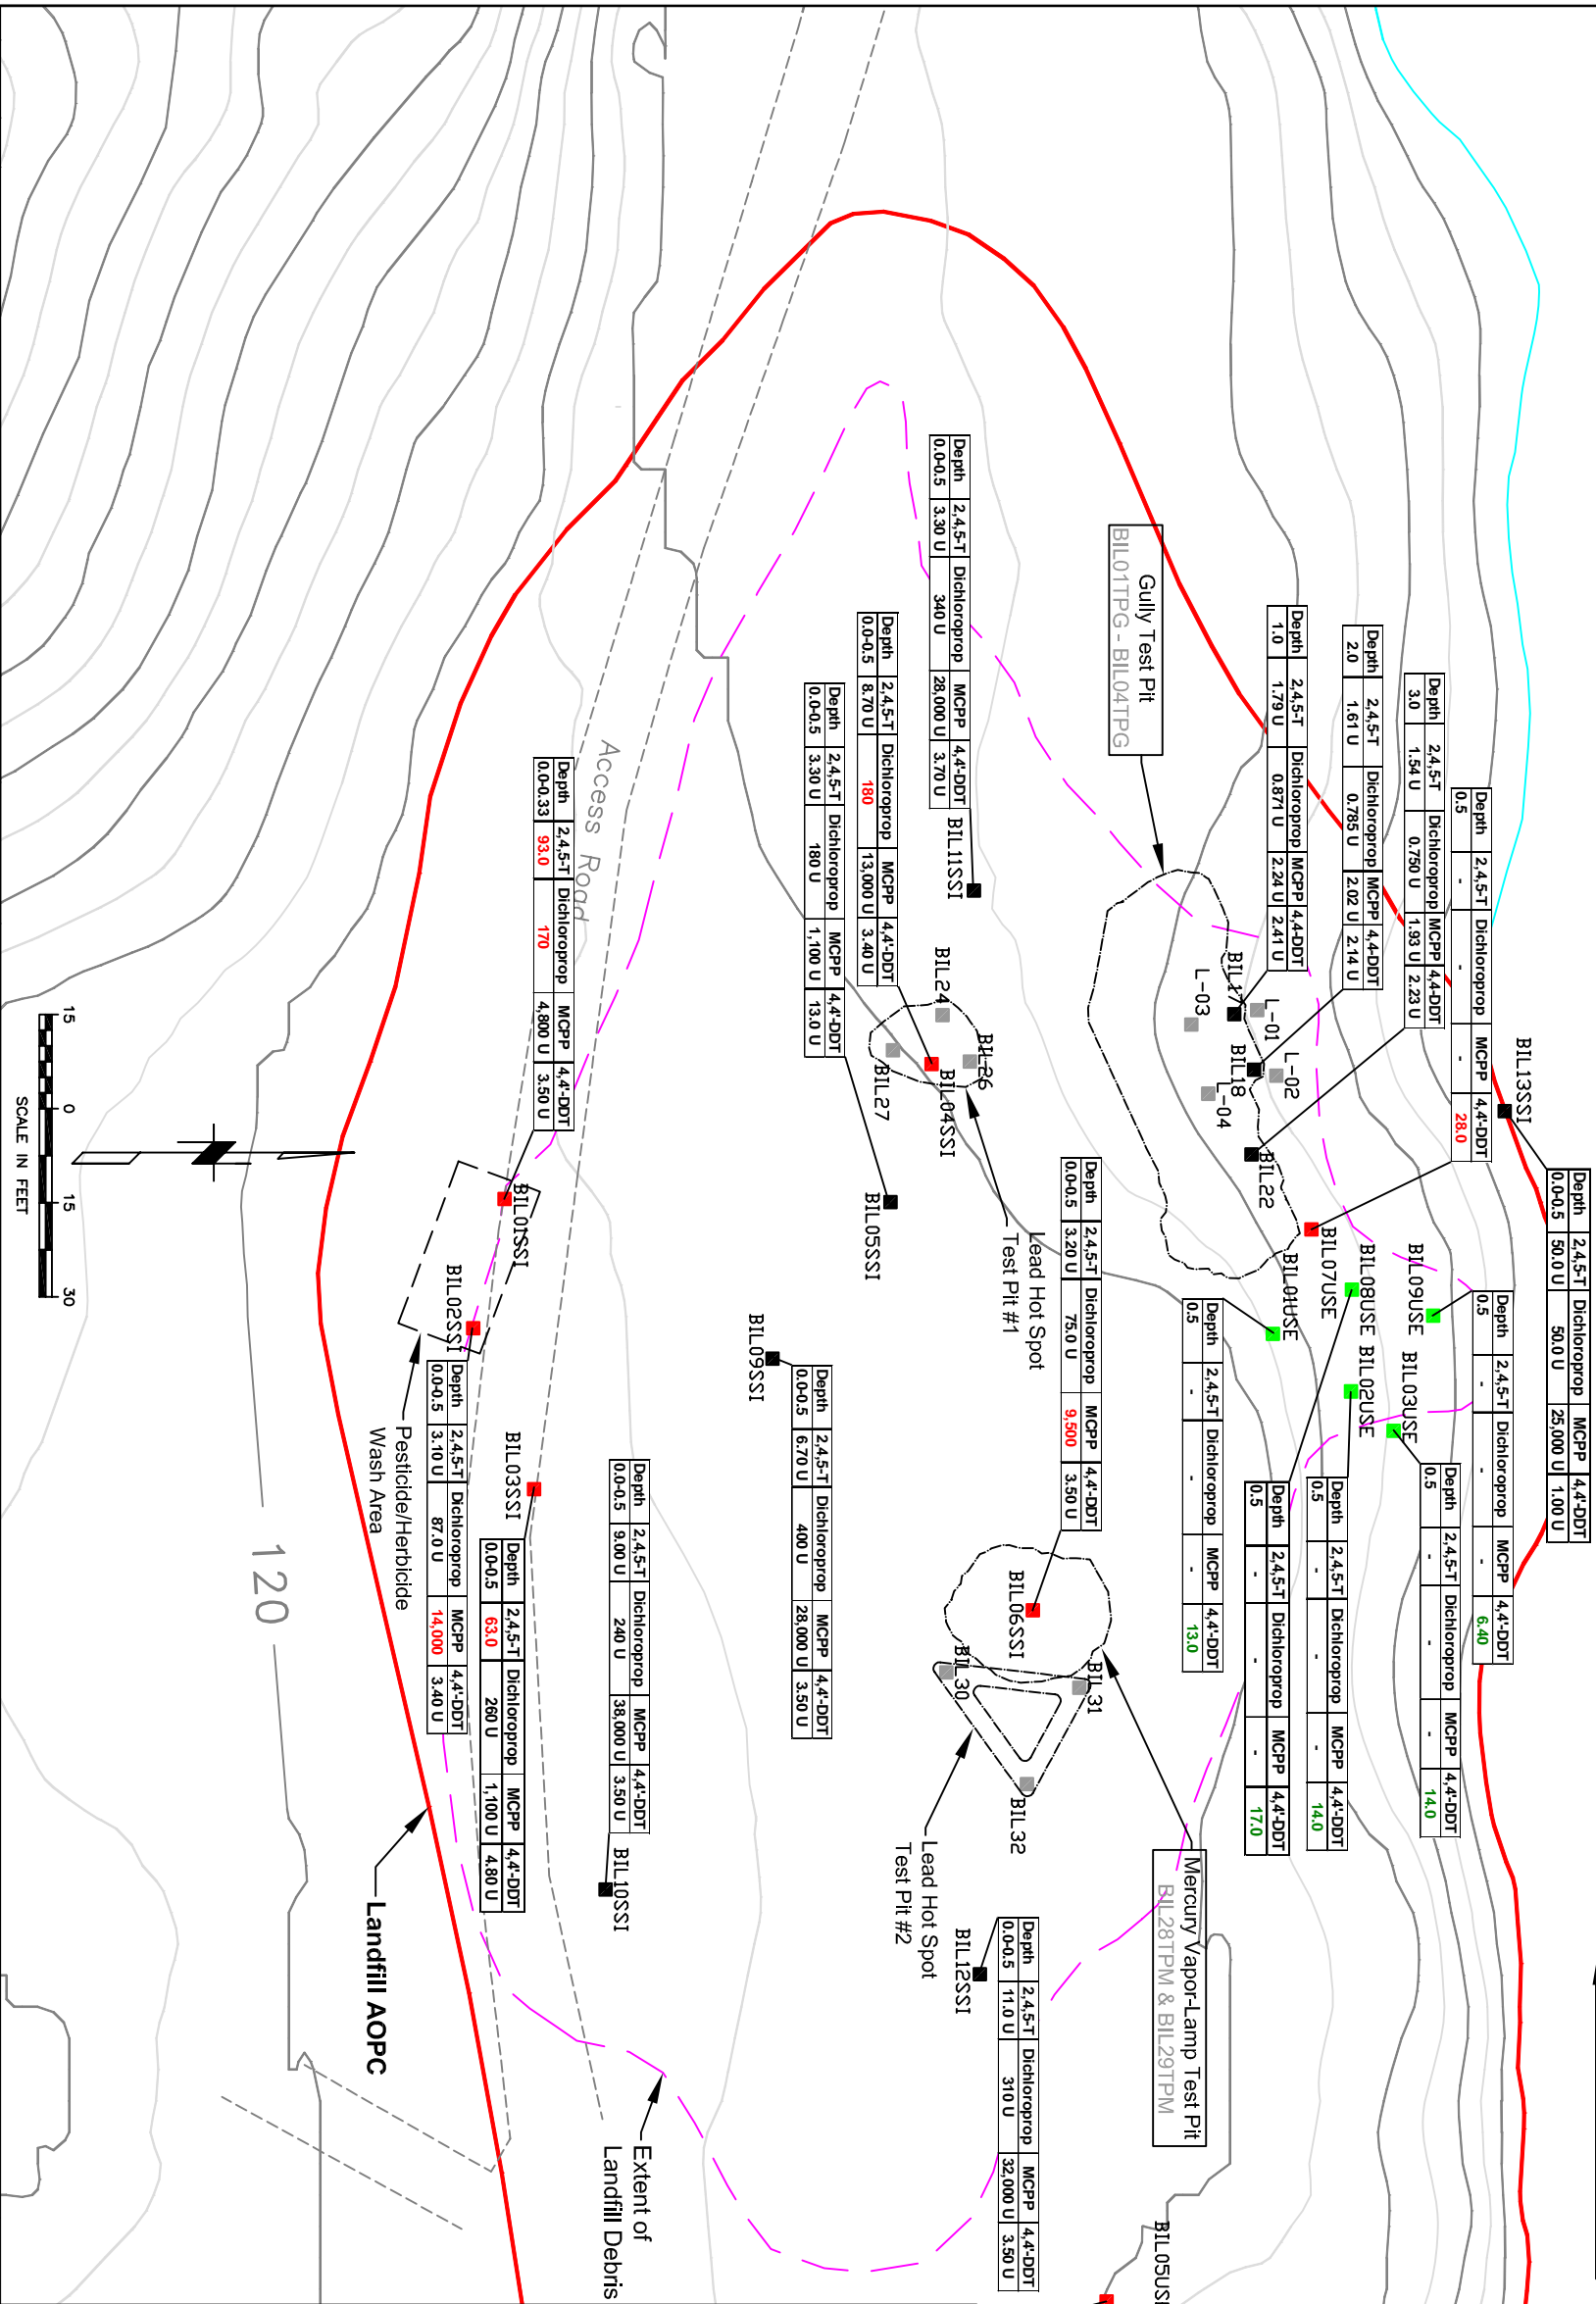 BIL13SSI
Depth 2,4,5-T Dichloroprop MCPP 4,4'-DDT
0.0-0.5 50.0 U 50.0 U 25,000 U 1.00 U
Depth 2,4,5-T Dichloroprop MCPP 4,4'-DDT
0.5 - - - 28.0
Depth 2,4,5-T Dichloroprop MCPP 4,4-DDT
3.0 1.54 U 0.750 U 1.93 U 2.23 U
Depth 2,4,5-T Dichloroprop MCPP 4,4-DDT
2.0 1.61 U 0.785 U 2.02 U 2.14 U
Depth 2,4,5-T Dichloroprop MCPP 4,4-DDT
1.0 1.79 U 0.871 U 2.24 U 2.41 U
Depth 2,4,5-T Dichloroprop MCPP 4,4'-DDT
0.5 - - - 6.40
Depth 2,4,5-T Dichloroprop MCPP 4,4'-DDT
0.5 - - - 14.0
Depth 2,4,5-T Dichloroprop MCPP 4,4'-DDT
0.5 - - - 14.0
Depth 2,4,5-T Dichloroprop MCPP 4,4'-DDT
0.5 - - - 17.0
Depth 2,4,5-T Dichloroprop MCPP 4,4'-DDT
0.5 - - - 13.0
BIL09USE
BIL03USE
BIL08USE
BIL02USE
BIL07USE
BIL01USE
L-01
L-02
BIL17
BIL18
BIL22
L-03
L-04
Gully Test Pit
BIL01TPG - BIL04TPG
Mercury Vapor-Lamp Test Pit
BIL28TPM & BIL29TPM
BIL05USE
Depth 2,4,5-T Dichloroprop MCPP 4,4'-DDT
0.0-0.5 3.20 U 75.0 U 9,500 3.50 U
BIL31
BIL06SSI
BIL30
BIL32
Lead Hot Spot
Test Pit #1
Lead Hot Spot
Test Pit #2
Depth 2,4,5-T Dichloroprop MCPP 4,4'-DDT
0.0-0.5 11.0 U 310 U 32,000 U 3.50 U
BIL12SSI
Depth 2,4,5-T Dichloroprop MCPP 4,4'-DDT
0.0-0.5 3.30 U 340 U 28,000 U 3.70 U
BIL11SSI
BIL26
BIL24
BIL04SSI
BIL27
Depth 2,4,5-T Dichloroprop MCPP 4,4'-DDT
0.0-0.5 8.70 U 180 13,000 U 3.40 U
BIL05SSI
Depth 2,4,5-T Dichloroprop MCPP 4,4'-DDT
0.0-0.5 3.30 U 180 U 1,100 U 13.0 U
Depth 2,4,5-T Dichloroprop MCPP 4,4'-DDT
0.0-0.5 6.70 U 400 U 28,000 U 3.50 U
BIL09SSI
Depth 2,4,5-T Dichloroprop MCPP 4,4'-DDT
0.0-0.5 9.00 U 240 U 38,000 U 3.50 U
BIL10SSI
Extent of
Landfill Debris
Access Road
Depth 2,4,5-T Dichloroprop MCPP 4,4'-DDT
0.0-0.33 93.0 170 4,800 U 3.50 U
BIL01SSI
BIL03SSI
Depth 2,4,5-T Dichloroprop MCPP 4,4'-DDT
0.0-0.5 63.0 260 U 1,100 U 4.80 U
BIL02SSI
Depth 2,4,5-T Dichloroprop MCPP 4,4'-DDT
0.0-0.5 3.10 U 87.0 U 14,000 3.40 U
Pesticide/Herbicide
Wash Area
Landfill AOPC
120
15 0 15 30
SCALE IN FEET